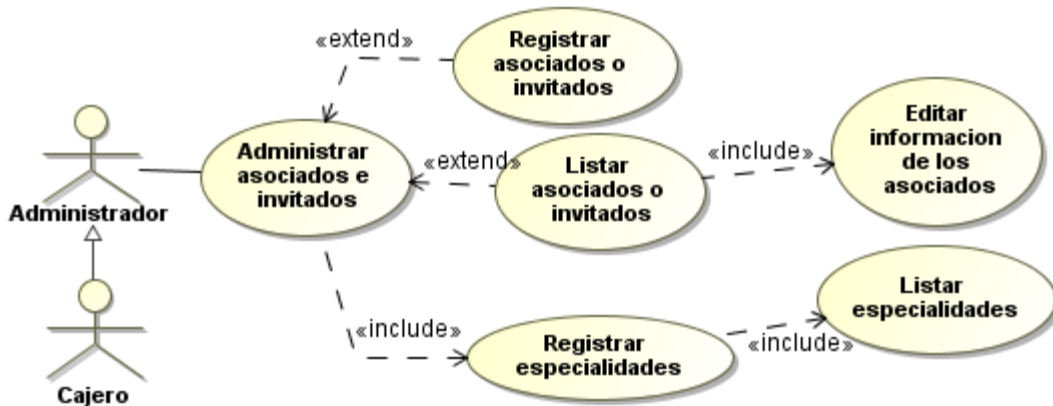 «extend»
Registrar
asociados o
invitados
Administrador
Administrar
asociados e
invitados
«extend»
Listar
asociados o
invitados
«include»
Editar
informacion
de los
asociados
Cajero
«include»
Registrar
especialidades
«include»
Listar
especialidades